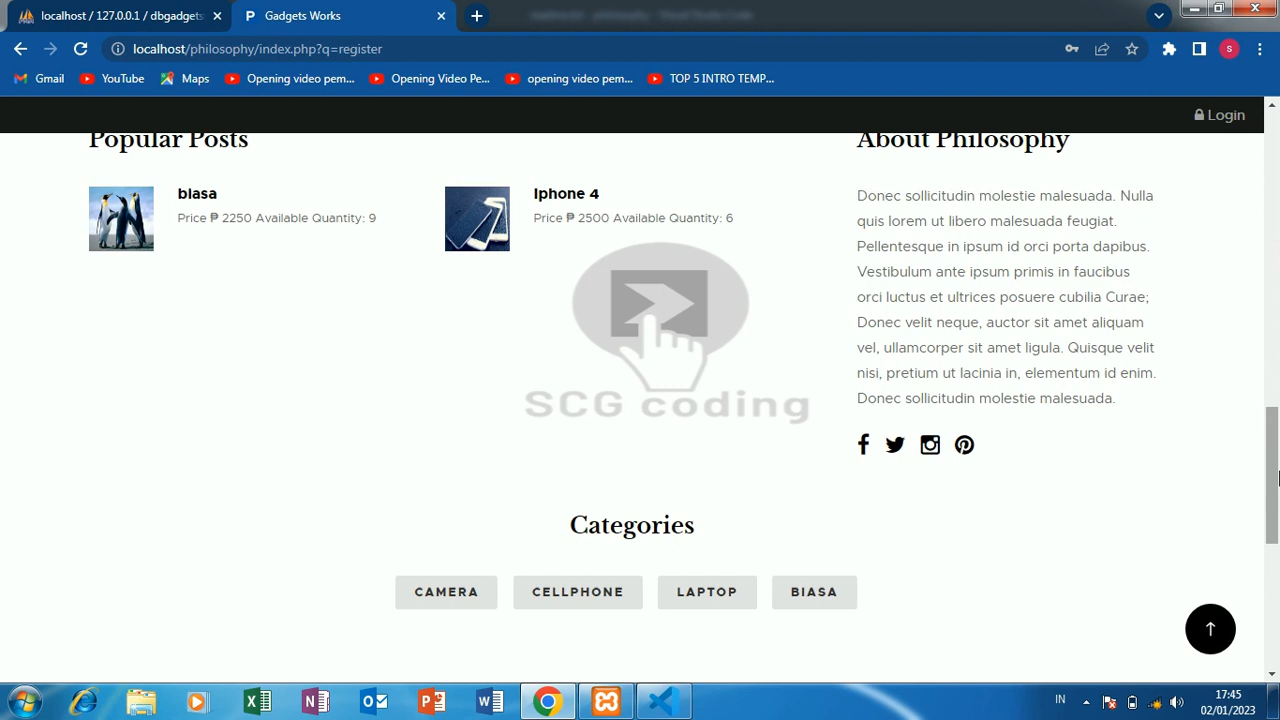 localhost / 127.0.0.1 / dbgadgets
Gadgets Works
localhost/philosophy/index.php?q=register
S
Gmail
YouTube
Maps
Opening video pem...
Opening Video Pe...
opening video pem...
TOP 5 INTRO TEMP...
Login
Popular Posts
About Philosophy
biasa
Price ₱ 2250 Available Quantity: 9
Iphone 4
Price ₱ 2500 Available Quantity: 6
Donec sollicitudin molestie malesuada. Nulla
quis lorem ut libero malesuada feugiat.
Pellentesque in ipsum id orci porta dapibus.
Vestibulum ante ipsum primis in faucibus
orci luctus et ultrices posuere cubilia Curae;
Donec velit neque, auctor sit amet aliquam
vel, ullamcorper sit amet ligula. Quisque velit
nisi, pretium ut lacinia in, elementum id enim.
Donec sollicitudin molestie malesuada.
SCG coding
Categories
CAMERA
CELLPHONE
LAPTOP
BIASA
IN
17:45
02/01/2023